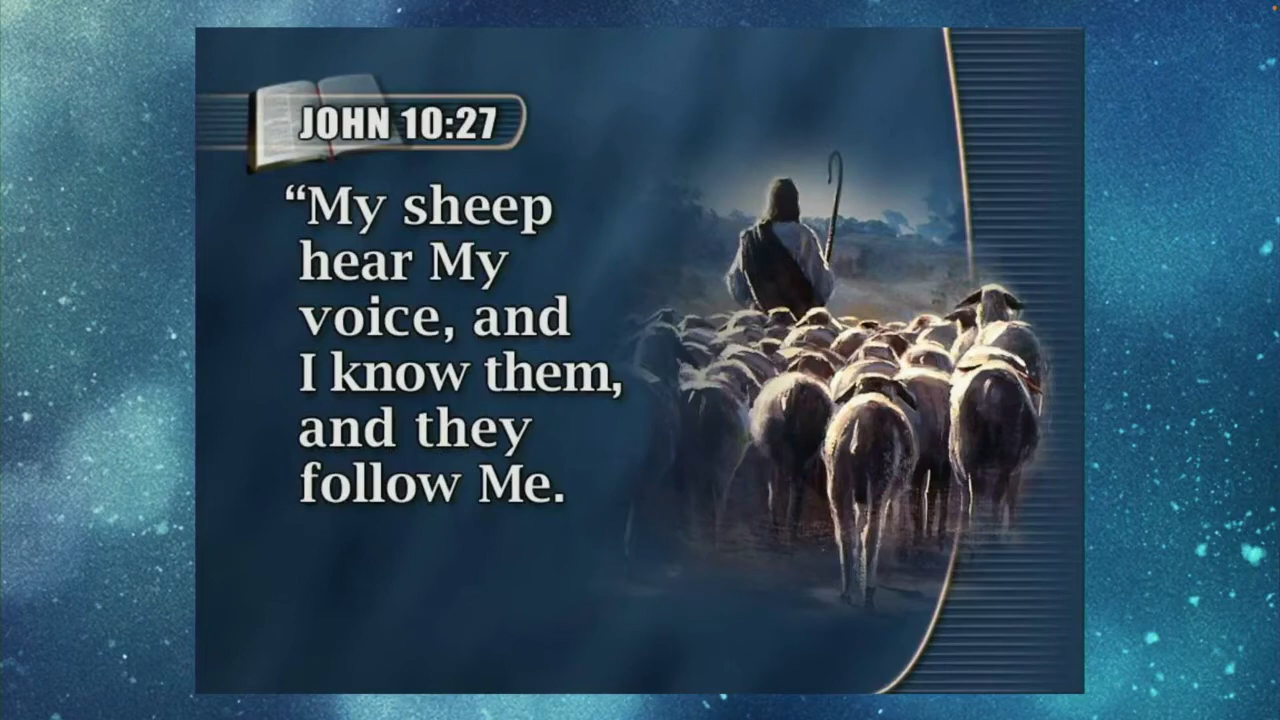 JOHN 10:27
“My sheep
hear My
voice, and
I know them,
and they
follow Me.